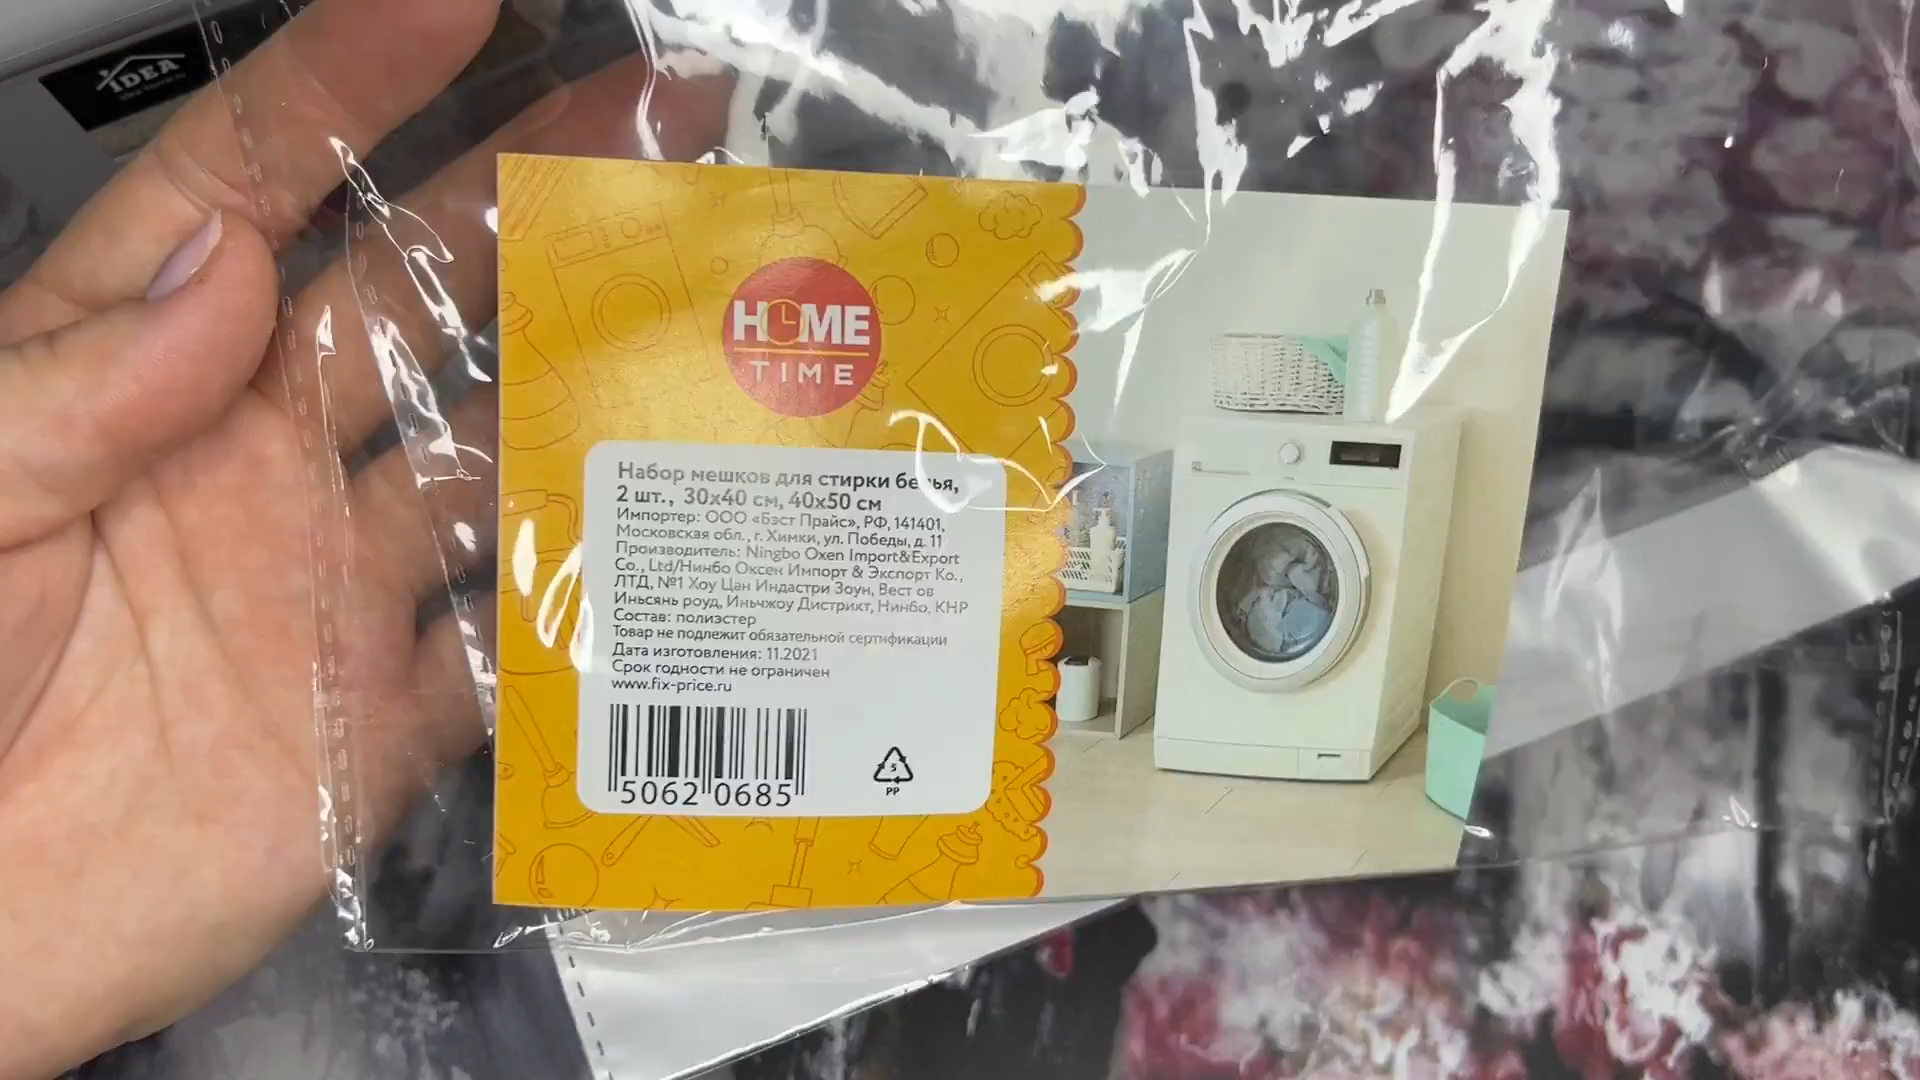 IDEA
HOME
TIME
Набор мешков для стирки белья,
2 шт., 30х40 см, 40х50 см
Импортер: ООО «Бэст Прайс», РФ, 141401,
Московская обл., г. Химки, ул. Победы, д. 11
Производитель: Ningbo Oxen Import&Export
Co., Ltd/Нинбо Оксен Импорт & Экспорт Ко.,
ЛТД, №1 Хоу Цан Индастри Зоун, Вест ов
Иньсянь роуд, Иньчжоу Дистрикт, Нинбо, КНР
Состав: полиэстер
Товар не подлежит обязательной сертификации
Дата изготовления: 11.2021
Срок годности не ограничен
www.fix-price.ru
5062 0685
5
PP